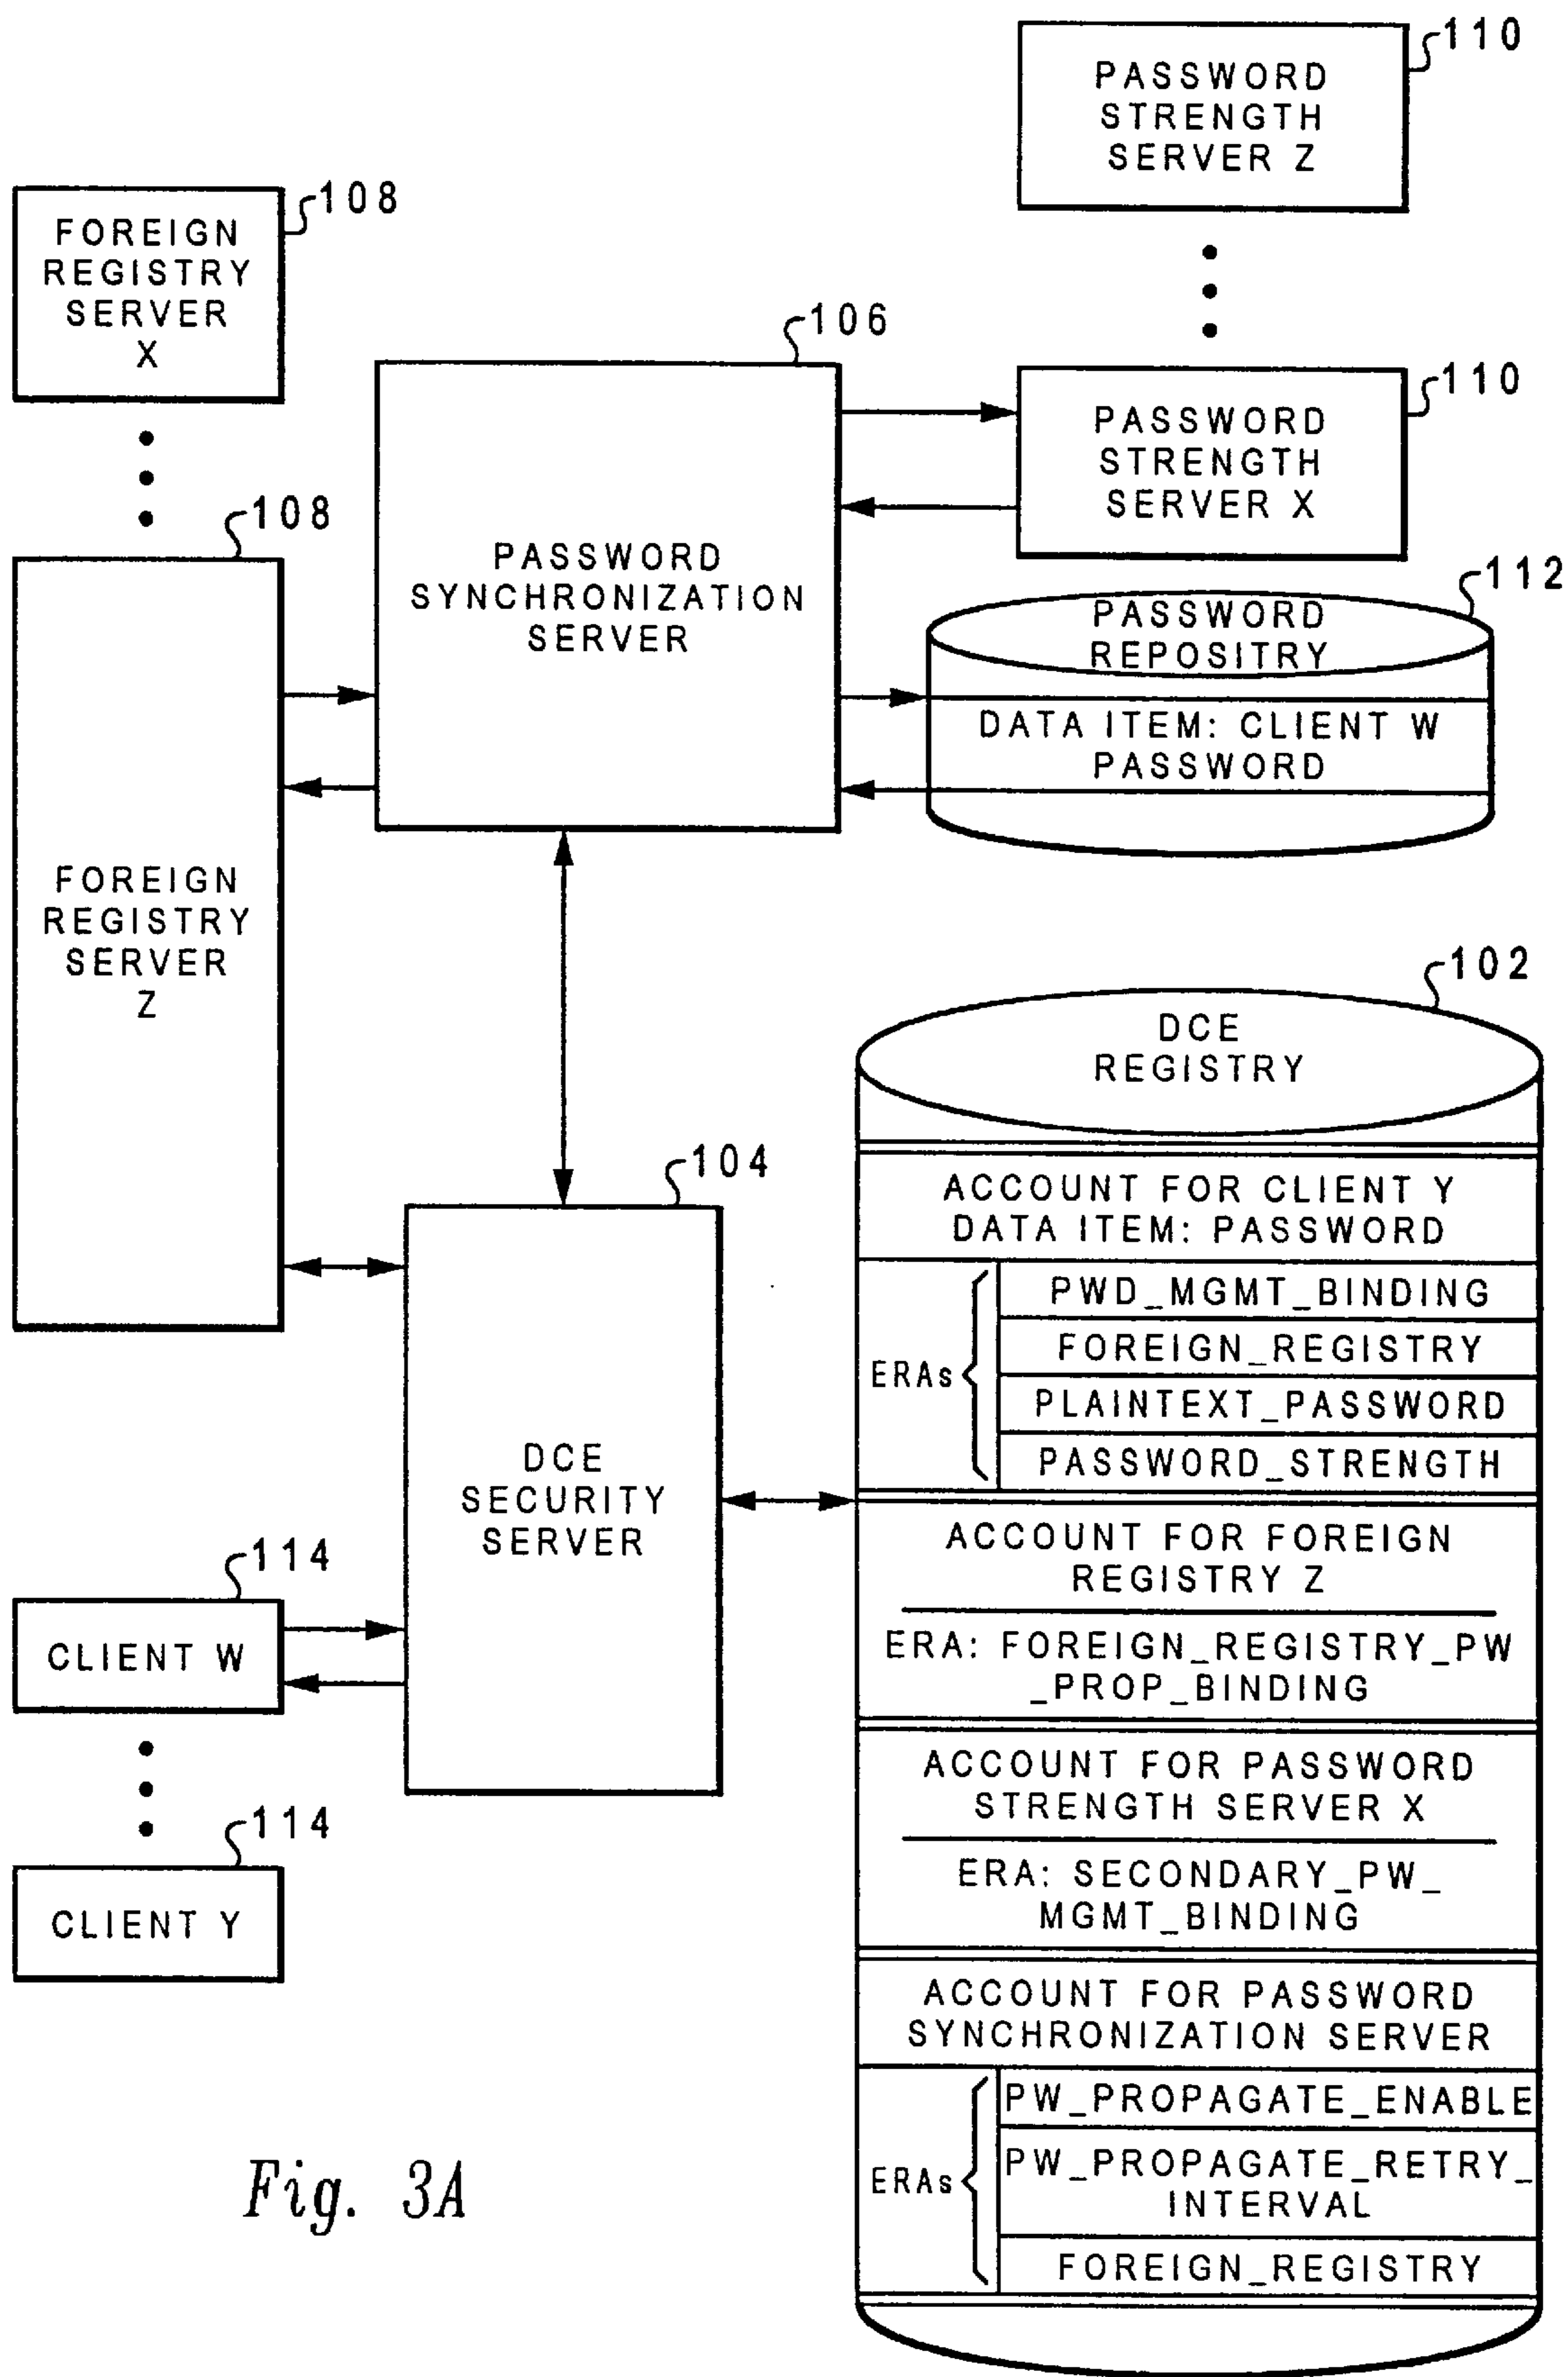 110
PASSWORD
STRENGTH
SERVER Z
108
FOREIGN
REGISTRY
SERVER
X
106
110
PASSWORD
STRENGTH
SERVER X
108
PASSWORD
SYNCHRONIZATION
SERVER
112
PASSWORD
REPOSITRY
DATA ITEM: CLIENT W
PASSWORD
FOREIGN
REGISTRY
SERVER
Z
102
DCE
REGISTRY
104
ACCOUNT FOR CLIENT Y
DATA ITEM: PASSWORD
ERAs
PWD_MGMT_BINDING
FOREIGN_REGISTRY
PLAINTEXT_PASSWORD
PASSWORD_STRENGTH
DCE
SECURITY
SERVER
ACCOUNT FOR FOREIGN
REGISTRY Z
ERA: FOREIGN_REGISTRY_PW
_PROP_BINDING
114
CLIENT W
ACCOUNT FOR PASSWORD
STRENGTH SERVER X
ERA: SECONDARY_PW_
MGMT_BINDING
114
CLIENT Y
ACCOUNT FOR PASSWORD
SYNCHRONIZATION SERVER
ERAs
PW_PROPAGATE_ENABLE
PW_PROPAGATE_RETRY_
INTERVAL
FOREIGN_REGISTRY
Fig. 3A